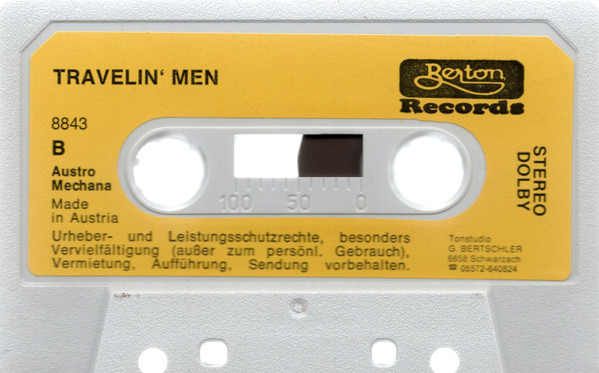 TRAVELIN' MEN
Berton
Records
8843
B
Austro
Mechana
Made
in Austria
STEREO
DOLBY
100 50 0
Urheber- und Leistungsschutzrechte, besonders
Vervielfältigung (außer zum persönl. Gebrauch),
Vermietung, Aufführung, Sendung vorbehalten.
Tonstudio
G. BERTSCHLER
6858 Schwarzach
☎ 05572-640824